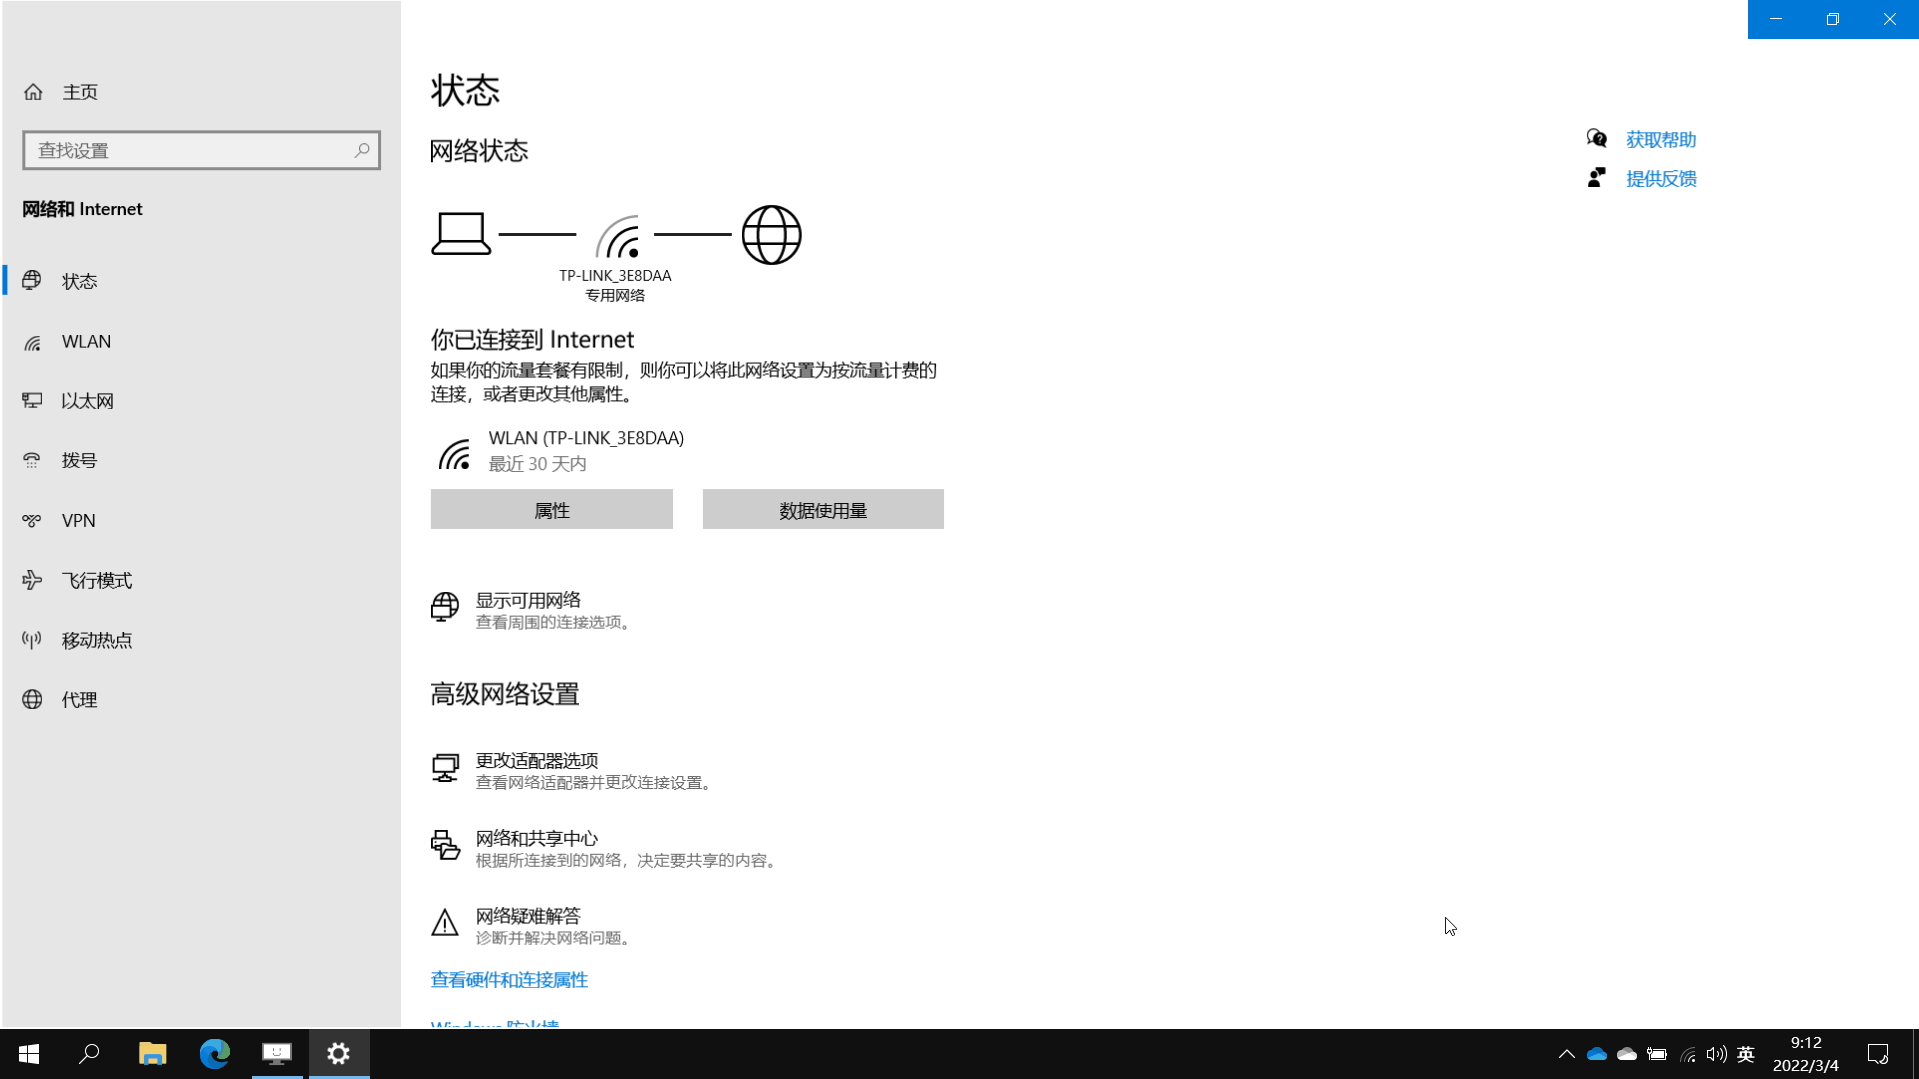 主页
查找设置
网络和 Internet
状态
WLAN
以太网
拨号
VPN
飞行模式
移动热点
代理
状态
网络状态
TP-LINK_3E8DAA
专用网络
你已连接到 Internet
如果你的流量套餐有限制，则你可以将此网络设置为按流量计费的
连接，或者更改其他属性。
WLAN (TP-LINK_3E8DAA)
最近 30 天内
属性
数据使用量
显示可用网络
查看周围的连接选项。
高级网络设置
更改适配器选项
查看网络适配器并更改连接设置。
网络和共享中心
根据所连接到的网络，决定要共享的内容。
网络疑难解答
诊断并解决网络问题。
查看硬件和连接属性
Windows 防火墙
获取帮助
提供反馈
英
9:12
2022/3/4